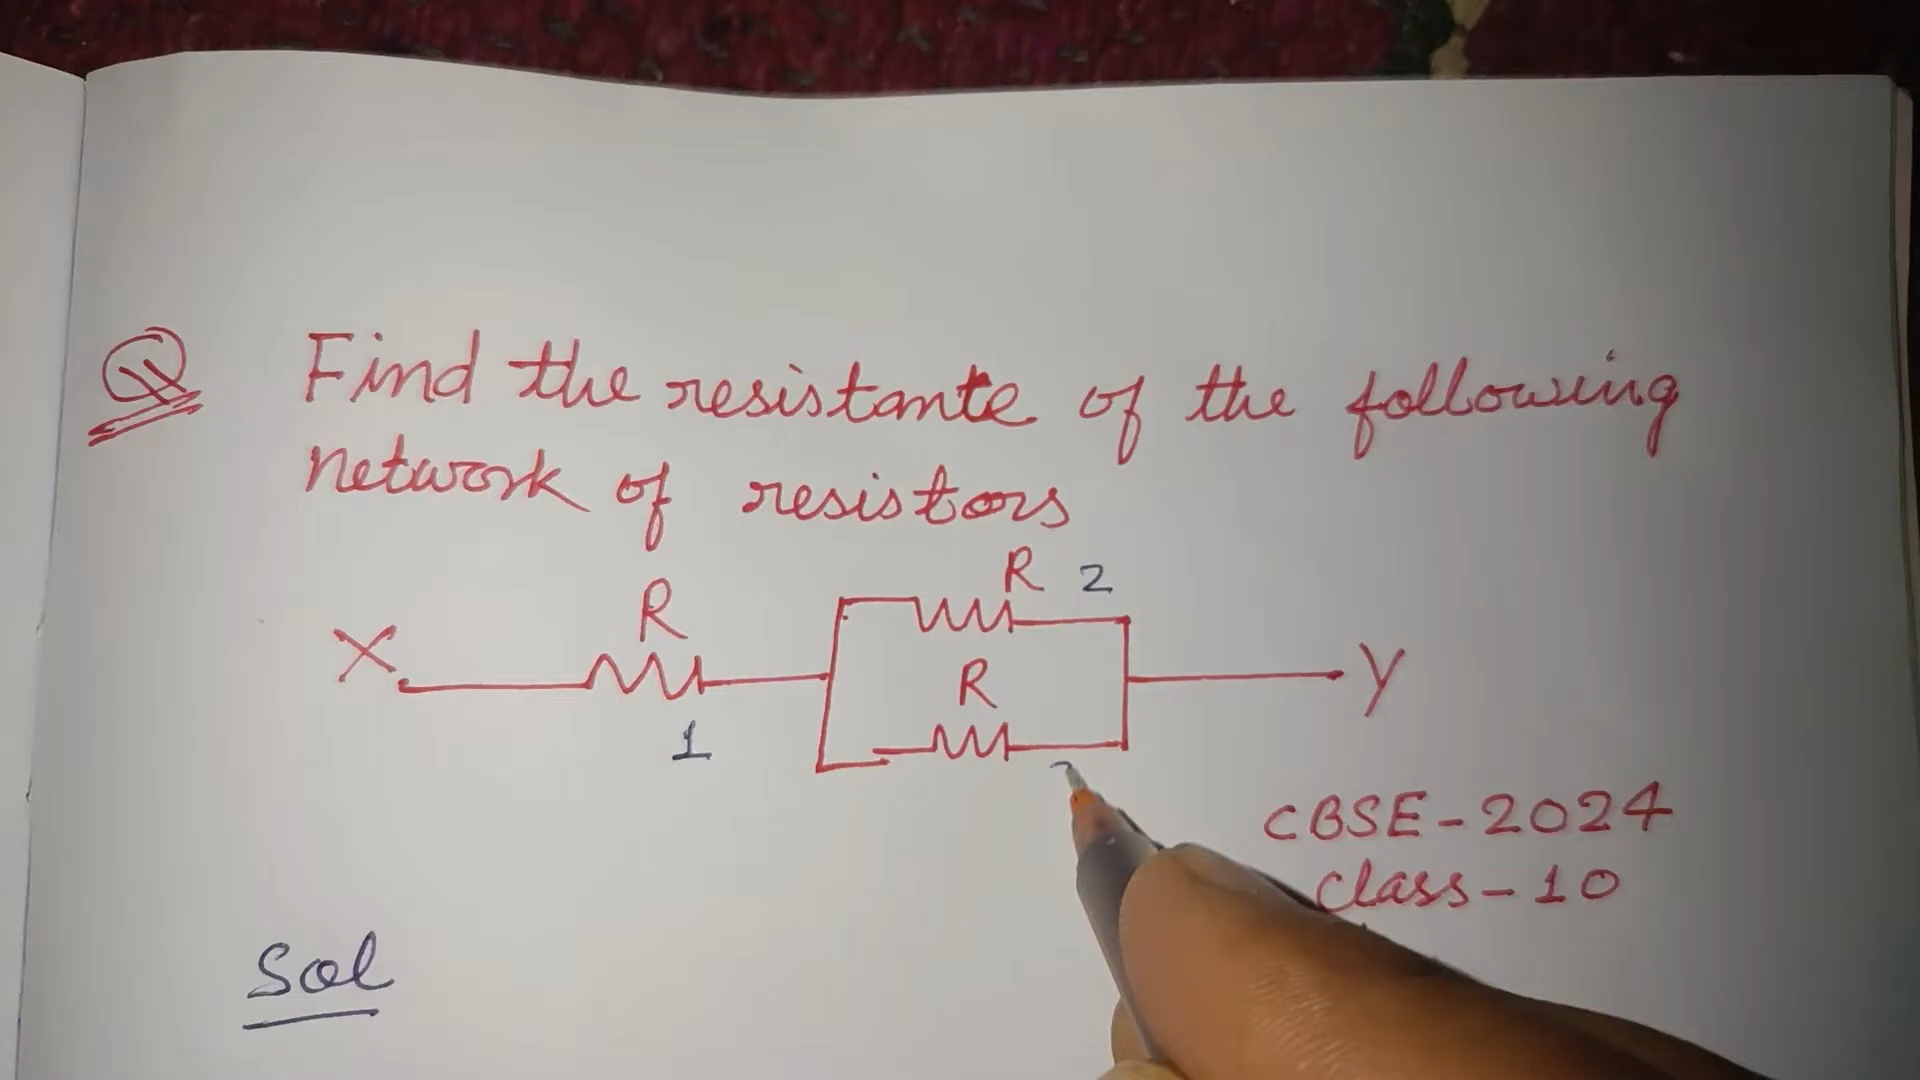 Q Find the resistante of the following
network of resistors
R 2
R
X
R
Y
1
CBSE-2024
Class-10
Sol